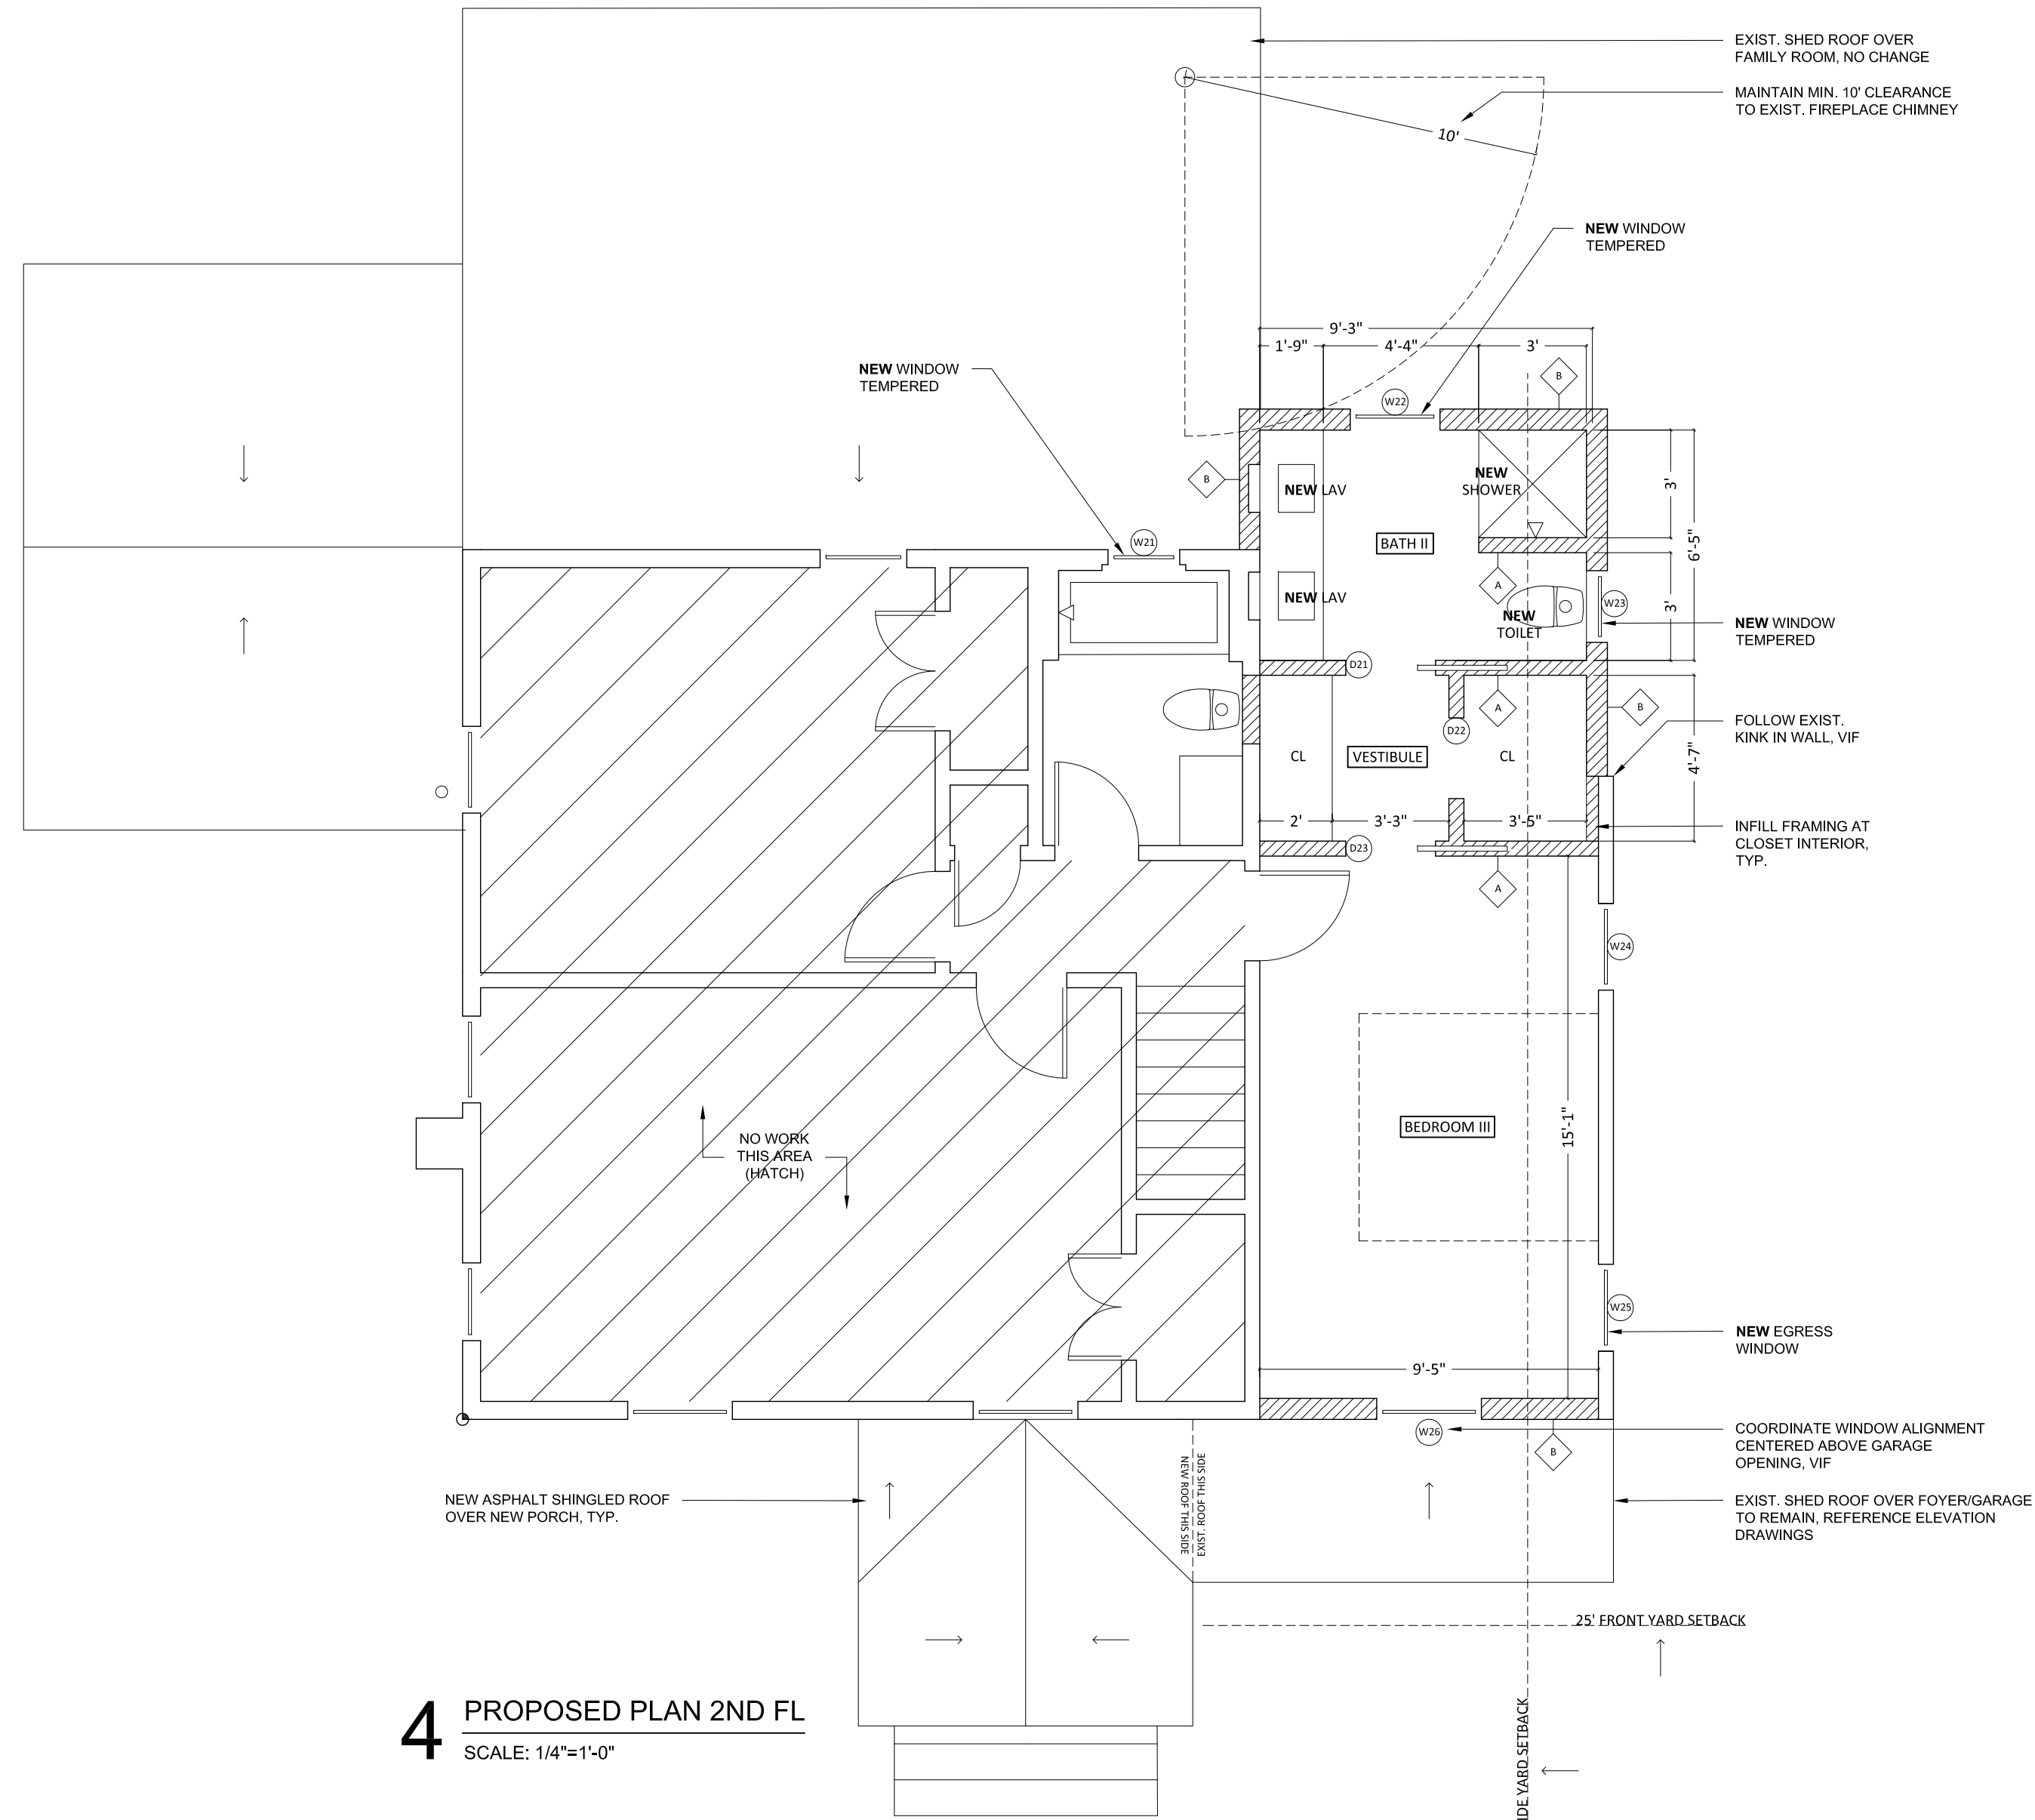 EXIST. SHED ROOF OVER
FAMILY ROOM, NO CHANGE
MAINTAIN MIN. 10' CLEARANCE
TO EXIST. FIREPLACE CHIMNEY
10'
NEW WINDOW
TEMPERED
9'-3"
1'-9"
4'-4"
3'
NEW WINDOW
TEMPERED
B
W22
B
NEW LAV
NEW
SHOWER
3'
W21
BATH II
6'-5"
NEW LAV
A
W23
3'
NEW
TOILET
NEW WINDOW
TEMPERED
D21
A
B
D22
FOLLOW EXIST.
KINK IN WALL, VIF
CL
VESTIBULE
CL
4'-7"
2'
3'-3"
3'-5"
INFILL FRAMING AT
CLOSET INTERIOR,
TYP.
D23
A
W24
BEDROOM III
15'-1"
NO WORK
THIS AREA
(HATCH)
W25
NEW EGRESS
WINDOW
9'-5"
W26
B
COORDINATE WINDOW ALIGNMENT
CENTERED ABOVE GARAGE
OPENING, VIF
NEW ROOF THIS SIDE
EXIST. ROOF THIS SIDE
NEW ASPHALT SHINGLED ROOF
OVER NEW PORCH, TYP.
EXIST. SHED ROOF OVER FOYER/GARAGE
TO REMAIN, REFERENCE ELEVATION
DRAWINGS
25' FRONT YARD SETBACK
IDE YARD SETBACK
4
PROPOSED PLAN 2ND FL
SCALE: 1/4"=1'-0"